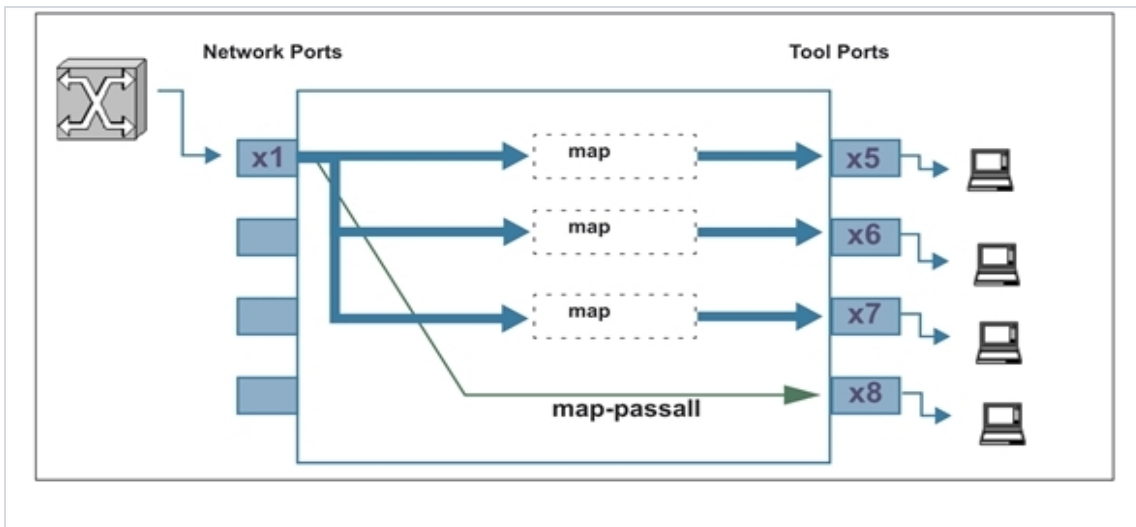 Network Ports
Tool Ports
x1
map
x5
map
x6
map
x7
map-passall
x8